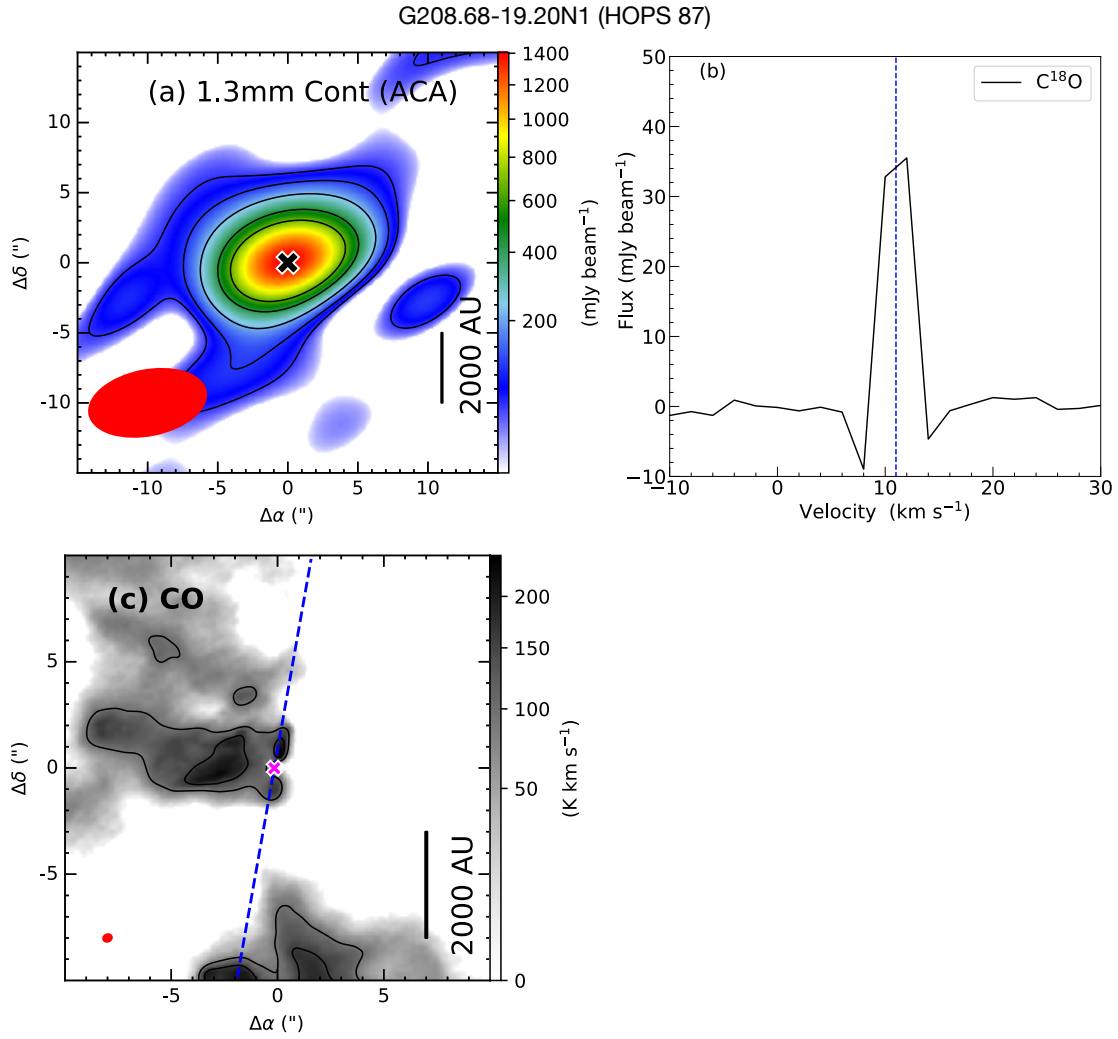 G208.68-19.20N1 (HOPS 87)
(a) 1.3mm Cont (ACA)
10
5
0
-5
-10
Δδ (")
-10
-5
0
5
10
Δα (")
2000 AU
1400
1200
1000
800
600
400
200
(mJy beam⁻¹)
(b)
C¹⁸O
50
40
30
20
10
0
−10
Flux (mJy beam⁻¹)
−10
0
10
20
30
Velocity (km s⁻¹)
(c) CO
5
0
-5
Δδ (")
-5
0
5
Δα (")
2000 AU
200
150
100
50
0
(K km s⁻¹)